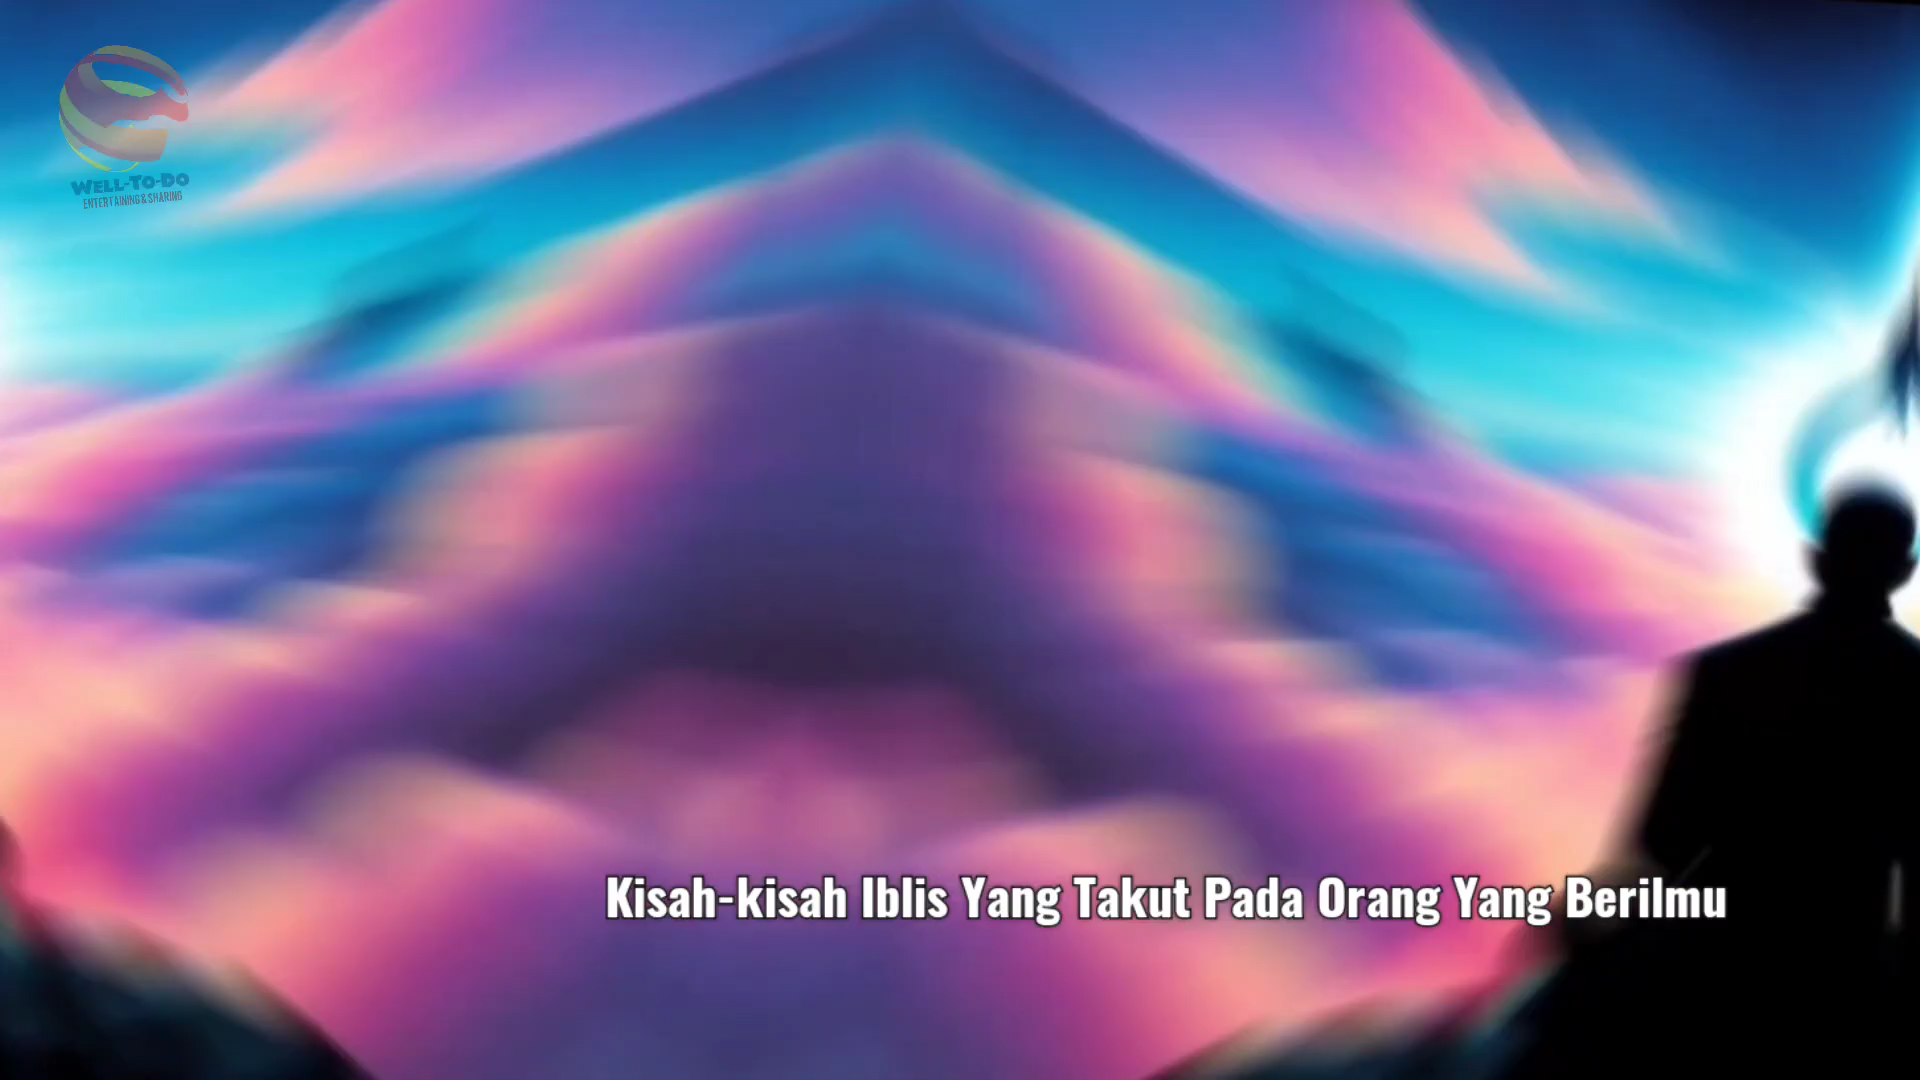 WELL-TO-DO
ENTERTAINING & SHARING
Kisah-kisah Iblis Yang Takut Pada Orang Yang Berilmu